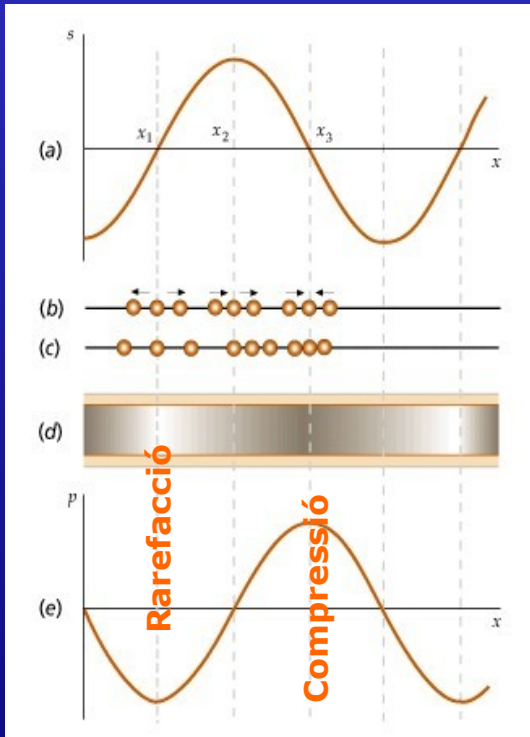 s
x₁ x₂ x₃
(a)
x
(b)
(c)
(d)
Rarefacció
Compressió
p
(e)
x